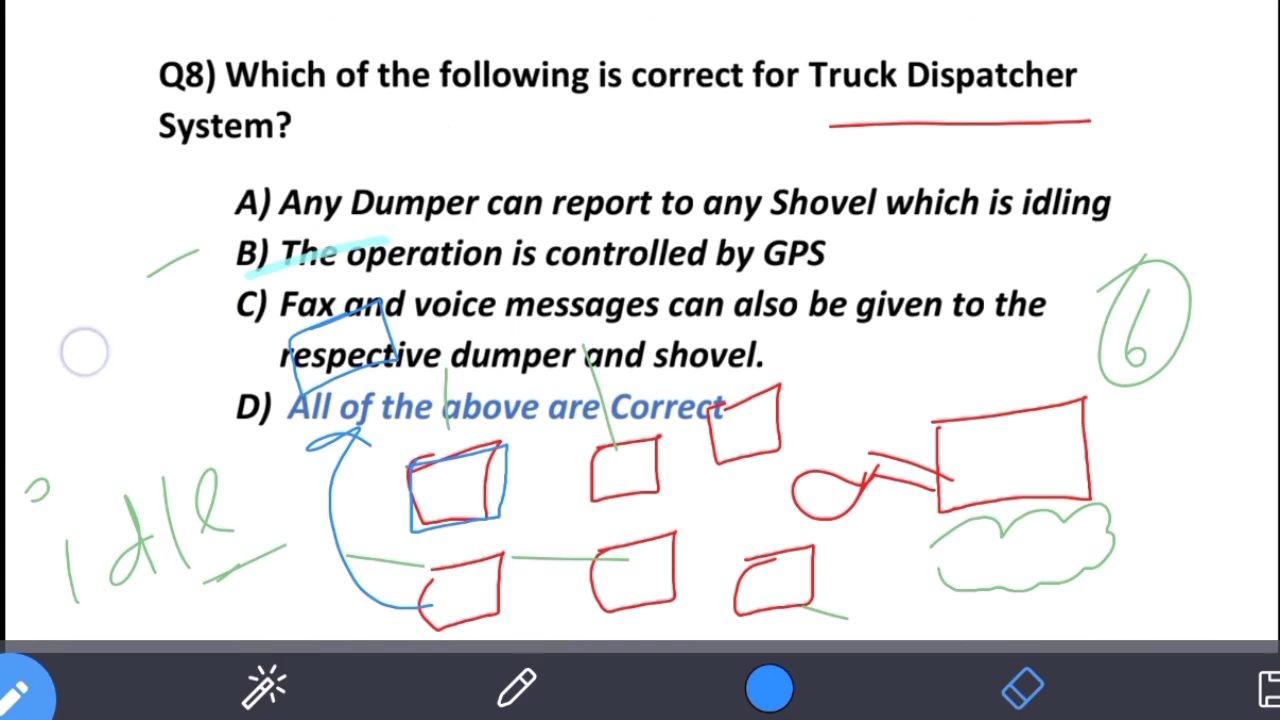 Q8) Which of the following is correct for Truck Dispatcher
System?
A) Any Dumper can report to any Shovel which is idling
B) The operation is controlled by GPS
C) Fax and voice messages can also be given to the
respective dumper and shovel.
D) All of the above are Correct
6
idle